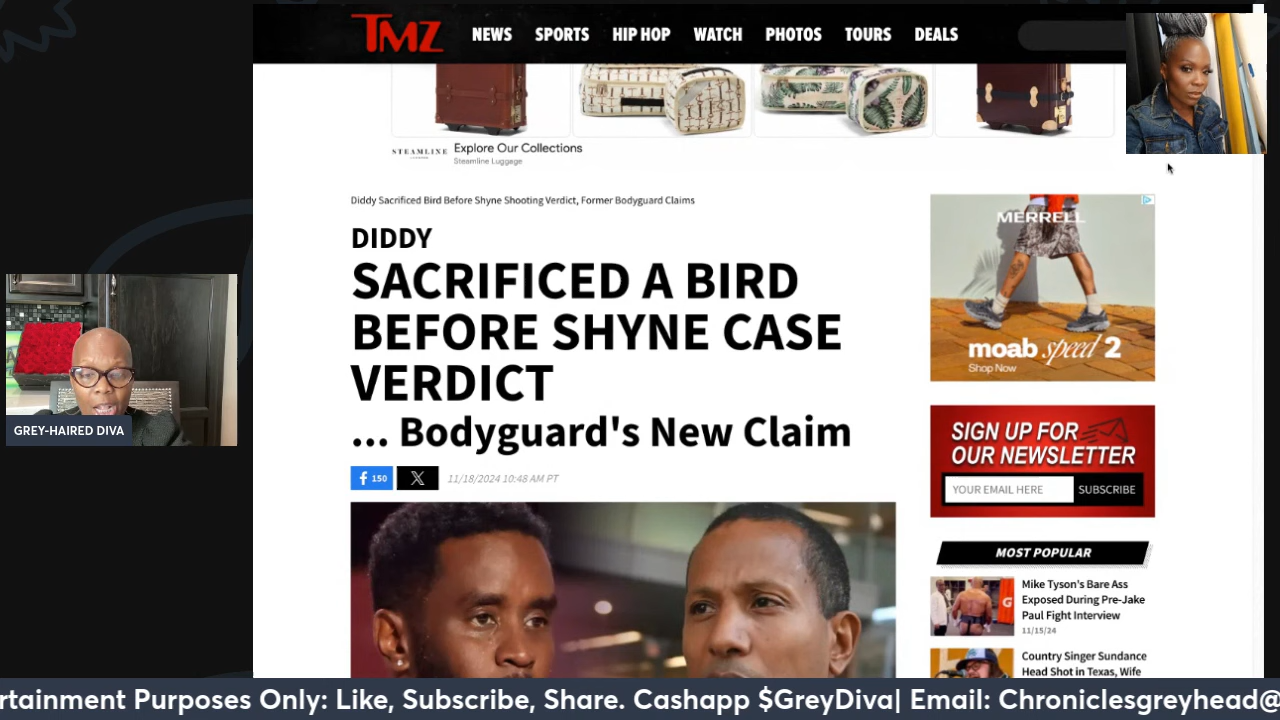 TMZ
NEWS SPORTS HIP HOP WATCH PHOTOS TOURS DEALS
STEAMLINE
Explore Our Collections
Steamline Luggage
Diddy Sacrificed Bird Before Shyne Shooting Verdict, Former Bodyguard Claims
DIDDY
SACRIFICED A BIRD
BEFORE SHYNE CASE
VERDICT
... Bodyguard's New Claim
150
11/18/2024 10:48 AM PT
MERRELL
moab speed 2
Shop Now
SIGN UP FOR
OUR NEWSLETTER
YOUR EMAIL HERE
SUBSCRIBE
MOST POPULAR
Mike Tyson's Bare Ass
Exposed During Pre-Jake
Paul Fight Interview
11/15/24
Country Singer Sundance
Head Shot in Texas, Wife
GREY-HAIRED DIVA
rtainment Purposes Only: Like, Subscribe, Share. Cashapp $GreyDiva| Email: Chroniclesgreyhead@